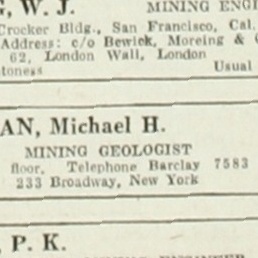 W. J. MINING ENGI
Crocker Bldg., San Francisco, Cal.
Address: c/o Bewick, Moreing &
62, London Wall, London
Usual
AN, Michael H.
MINING GEOLOGIST
floor. Telephone Barclay 7583
233 Broadway, New York
, P. K.